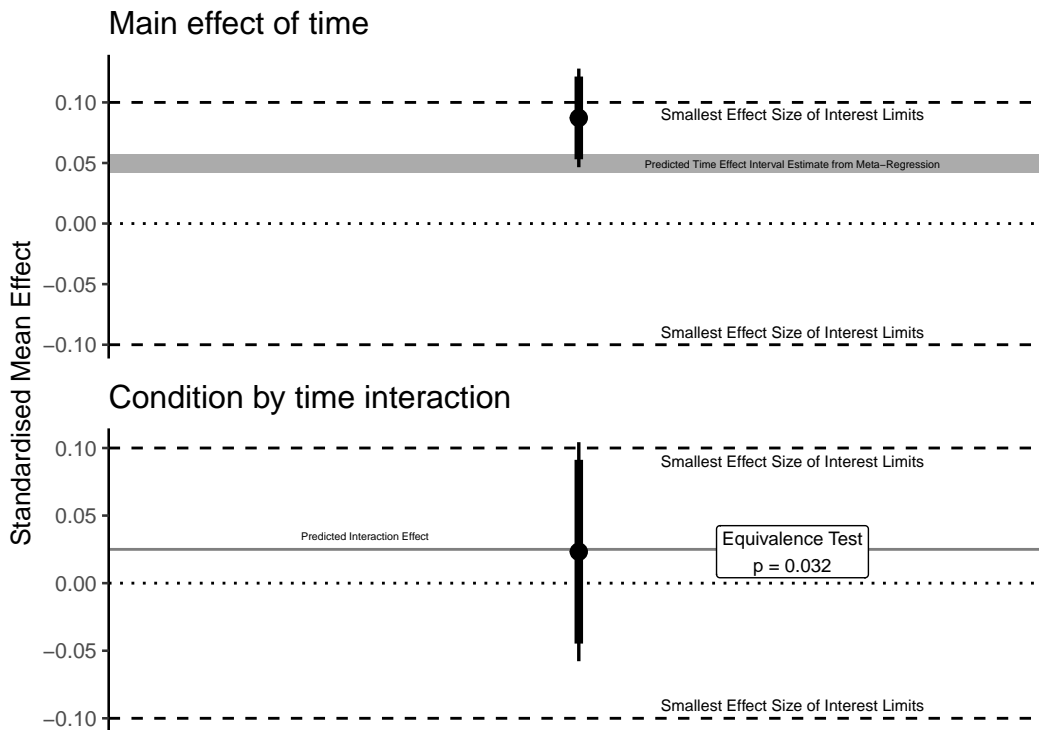 Main effect of time
0.10
Smallest Effect Size of Interest Limits
0.05
Predicted Time Effect Interval Estimate from Meta−Regression
0.00
−0.05
−0.10
Smallest Effect Size of Interest Limits
Standardised Mean Effect
Condition by time interaction
0.10
Smallest Effect Size of Interest Limits
0.05
Predicted Interaction Effect
Equivalence Test
p = 0.032
0.00
−0.05
Smallest Effect Size of Interest Limits
−0.10